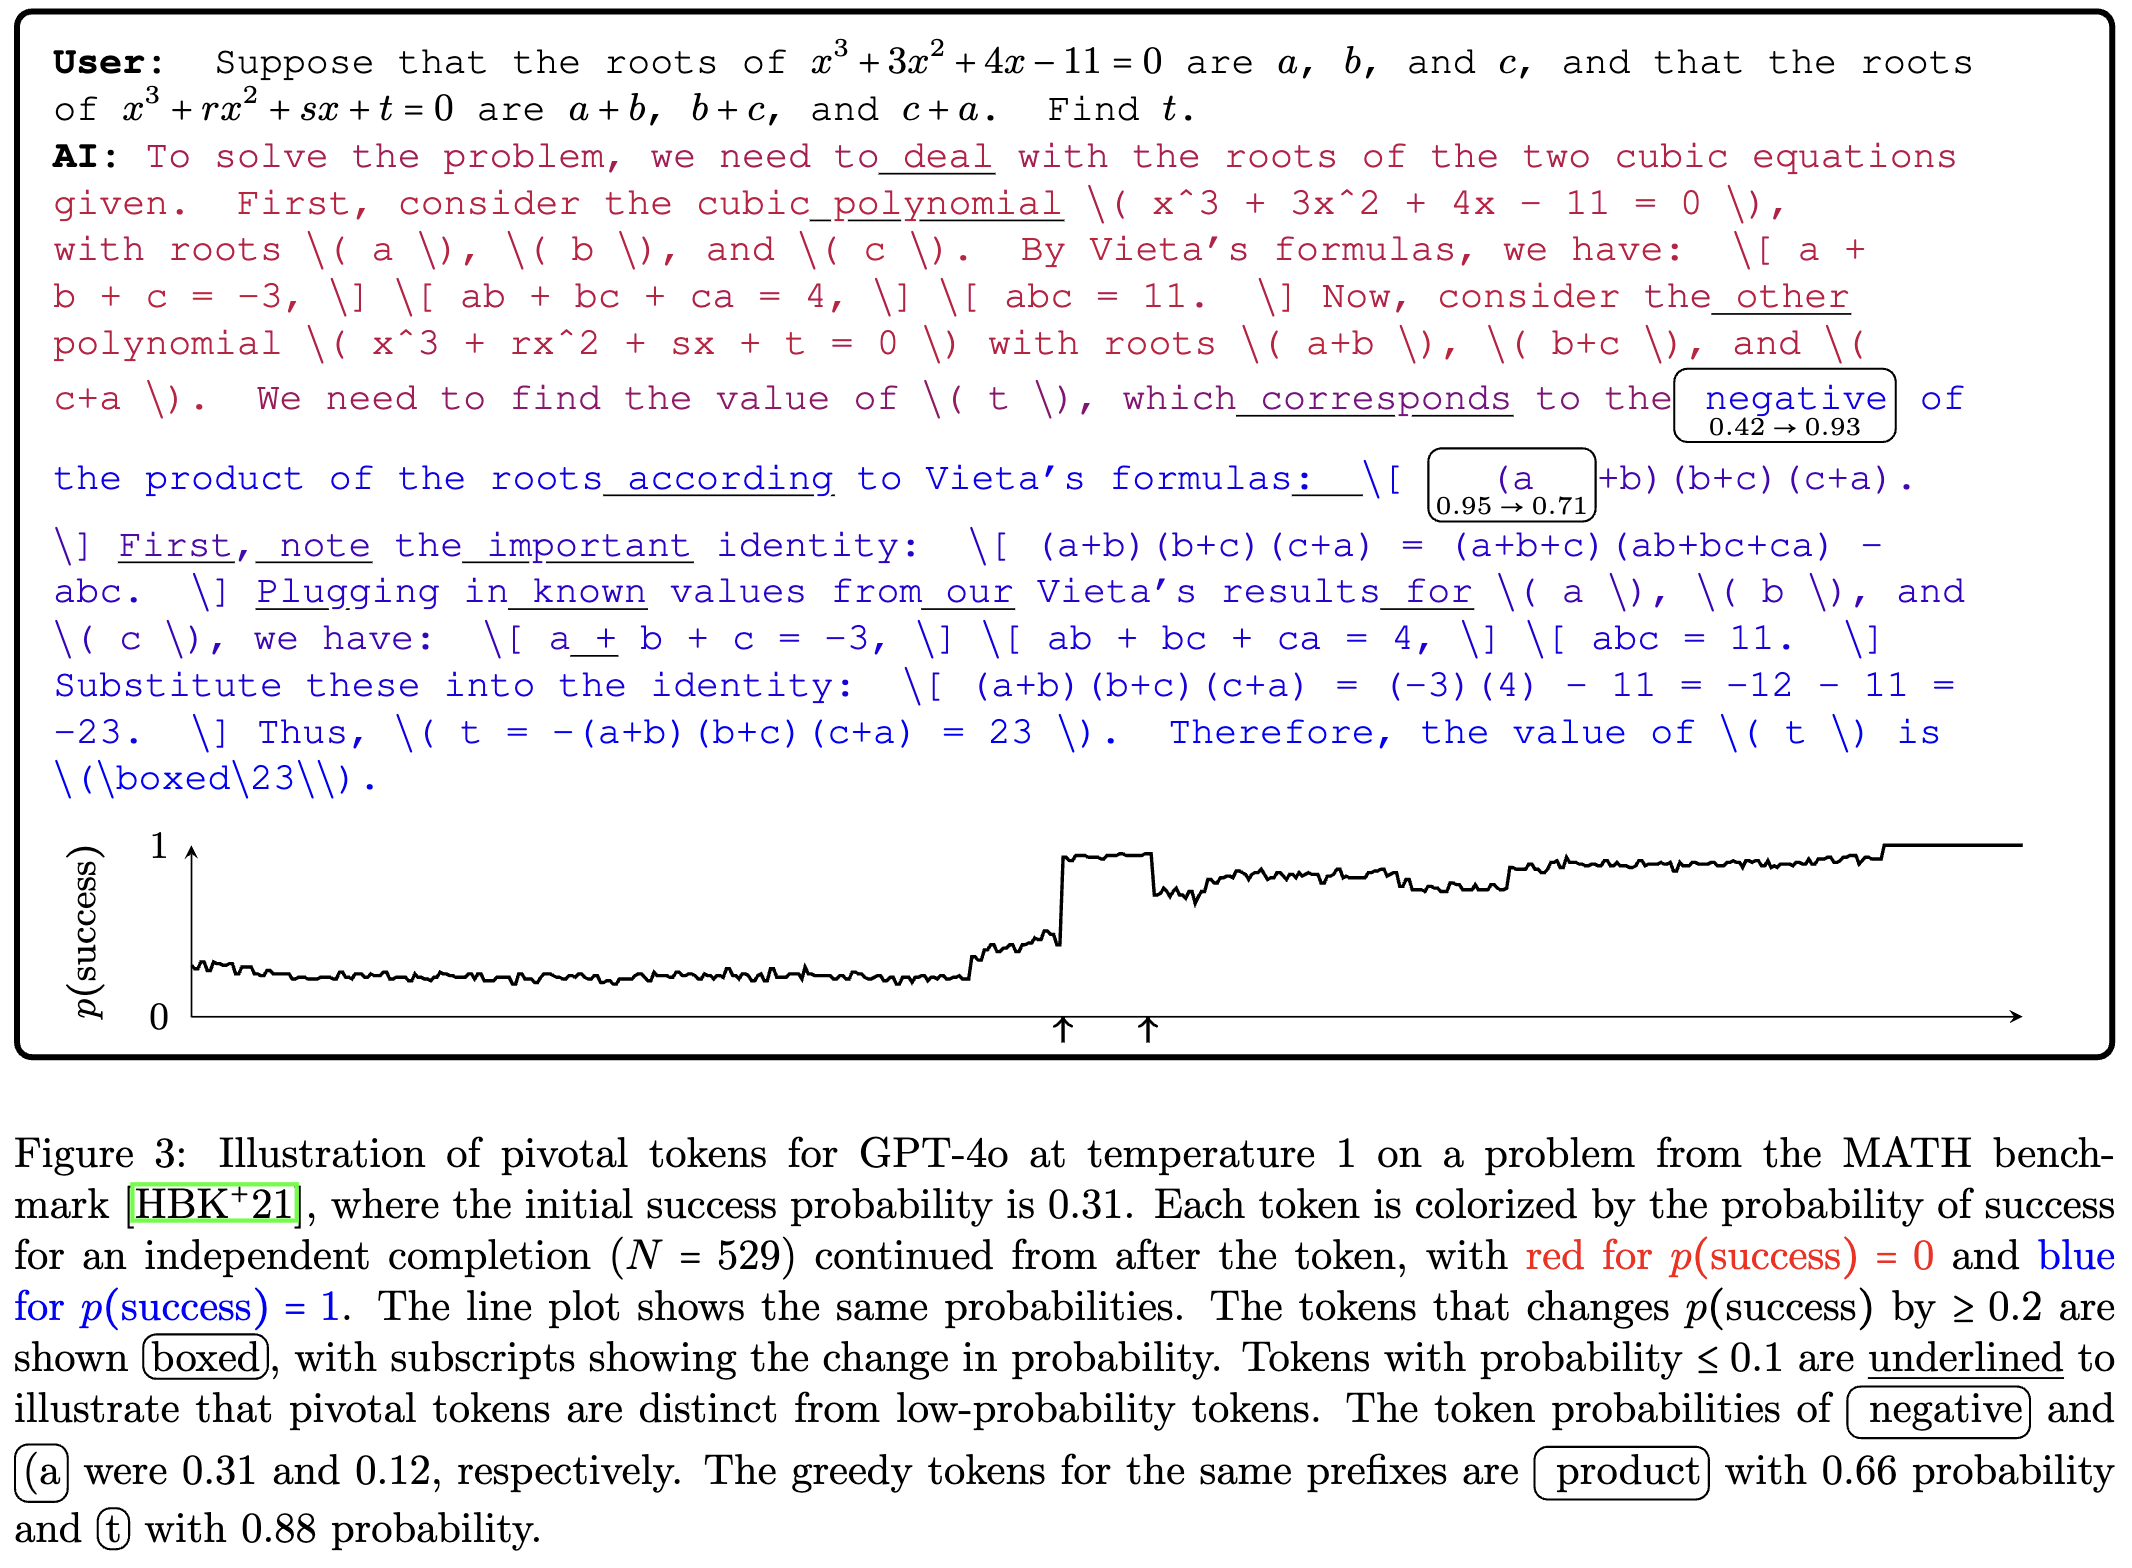 User: Suppose that the roots of x³ + 3x² + 4x − 11 = 0 are a, b, and c, and that the roots
of x³ + rx² + sx + t = 0 are a + b, b + c, and c + a. Find t.
AI: To solve the problem, we need to deal with the roots of the two cubic equations
given. First, consider the cubic polynomial \( x^3 + 3x^2 + 4x - 11 = 0 \),
with roots \( a \), \( b \), and \( c \). By Vieta's formulas, we have: \[ a +
b + c = -3, \] \[ ab + bc + ca = 4, \] \[ abc = 11. \] Now, consider the other
polynomial \( x^3 + rx^2 + sx + t = 0 \) with roots \( a+b \), \( b+c \), and \(
c+a \). We need to find the value of \( t \), which corresponds to the negative of
0.42 → 0.93
the product of the roots according to Vieta's formulas: \[ (a +b)(b+c)(c+a).
0.95 → 0.71
\] First, note the important identity: \[ (a+b)(b+c)(c+a) = (a+b+c)(ab+bc+ca) -
abc. \] Plugging in known values from our Vieta's results for \( a \), \( b \), and
\( c \), we have: \[ a + b + c = -3, \] \[ ab + bc + ca = 4, \] \[ abc = 11. \]
Substitute these into the identity: \[ (a+b)(b+c)(c+a) = (-3)(4) - 11 = -12 - 11 =
-23. \] Thus, \( t = -(a+b)(b+c)(c+a) = 23 \). Therefore, the value of \( t \) is
\(\boxed\23\\).
p(success)
1
0
Figure 3: Illustration of pivotal tokens for GPT-4o at temperature 1 on a problem from the MATH bench-
mark [HBK⁺21], where the initial success probability is 0.31. Each token is colorized by the probability of success
for an independent completion (N = 529) continued from after the token, with red for p(success) = 0 and blue
for p(success) = 1. The line plot shows the same probabilities. The tokens that changes p(success) by ≥ 0.2 are
shown boxed, with subscripts showing the change in probability. Tokens with probability ≤ 0.1 are underlined to
illustrate that pivotal tokens are distinct from low-probability tokens. The token probabilities of negative and
(a were 0.31 and 0.12, respectively. The greedy tokens for the same prefixes are product with 0.66 probability
and t with 0.88 probability.